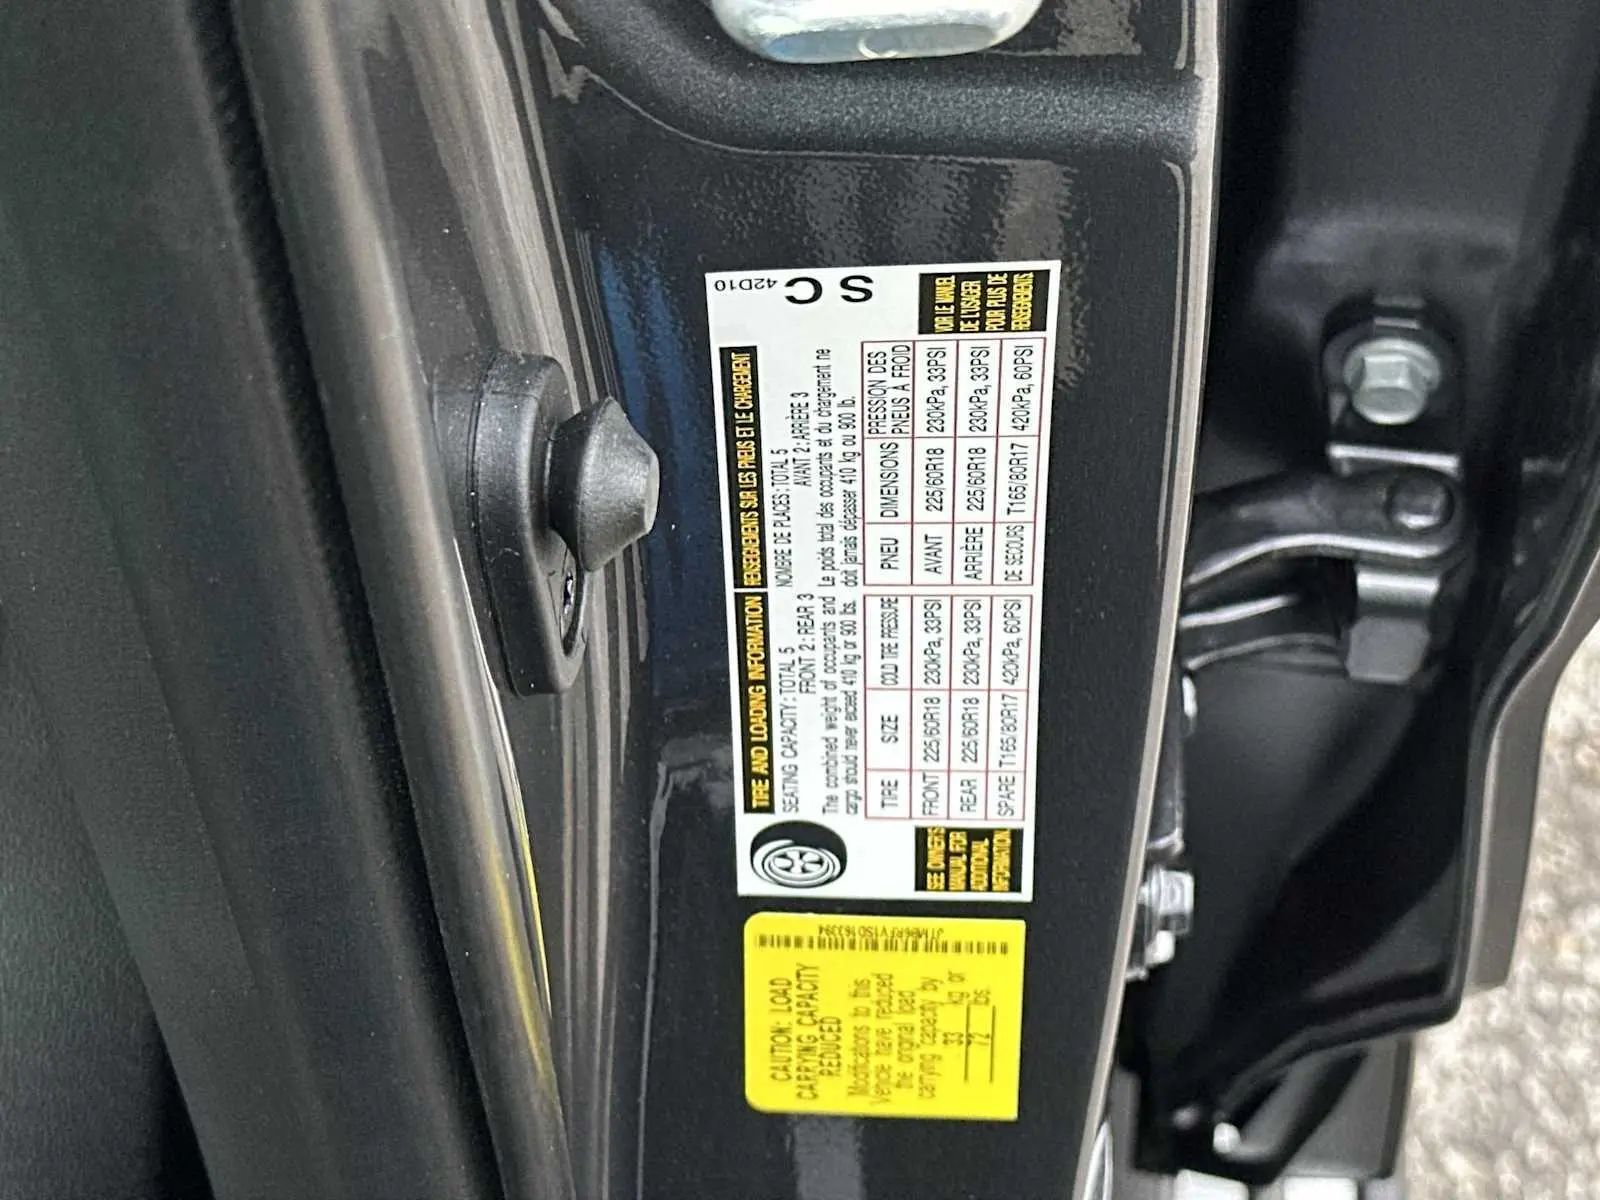 TIRE AND LOADING INFORMATION
SEATING CAPACITY : TOTAL 5
FRONT 2 : REAR 3
The combined weight of occupants and
cargo should never exceed 410 kg or 900 lbs.
TIRE SIZE COLD TIRE PRESSURE
FRONT 225/60R18 230kPa, 33PSI
REAR 225/60R18 230kPa, 33PSI
SPARE T165/80R17 420kPa, 60PSI
SEE OWNER'S
MANUAL FOR
ADDITIONAL
INFORMATION.
RENSEIGNEMENTS SUR LES PNEUS ET LE CHARGEMENT
NOMBRE DE PLACES : TOTAL 5
AVANT 2 : ARRIÈRE 3
Le poids total des occupants et du chargement ne
doit jamais dépasser 410 kg ou 900 lb.
PNEU DIMENSIONS PRESSION DES
PNEUS À FROID
AVANT 225/60R18 230kPa, 33PSI
ARRIÈRE 225/60R18 230kPa, 33PSI
DE SECOURS T165/80R17 420kPa, 60PSI
VOIR LE MANUEL
DE L'USAGER
POUR PLUS DE
RENSEIGNEMENTS.
42D10
S C
CAUTION: LOAD
CARRYING CAPACITY
REDUCED
Modifications to this
Vehicle have reduced
the original load
carrying capacity by
33 kg or
72 lbs.
JTMB6RFV1SD163394